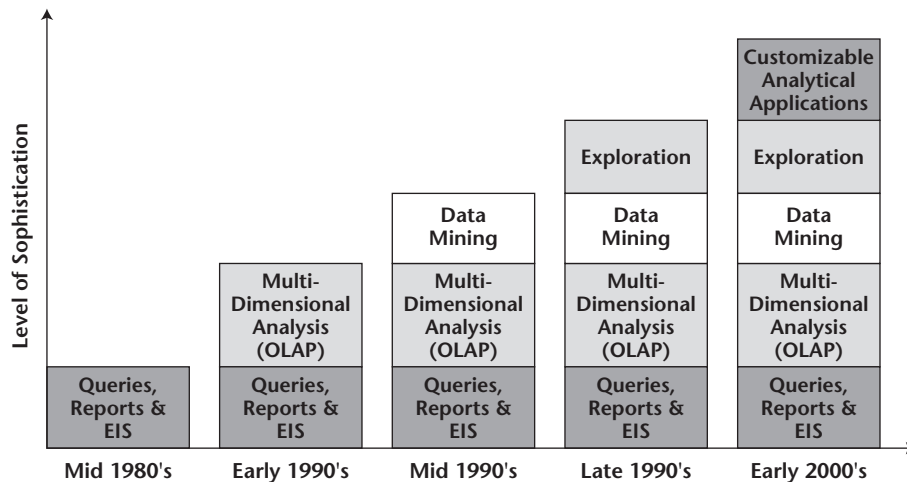 Level of Sophistication
Queries,
Reports &
EIS
Mid 1980's
Multi-
Dimensional
Analysis
(OLAP)
Queries,
Reports &
EIS
Early 1990's
Data
Mining
Multi-
Dimensional
Analysis
(OLAP)
Queries,
Reports &
EIS
Mid 1990's
Exploration
Data
Mining
Multi-
Dimensional
Analysis
(OLAP)
Queries,
Reports &
EIS
Late 1990's
Customizable
Analytical
Applications
Exploration
Data
Mining
Multi-
Dimensional
Analysis
(OLAP)
Queries,
Reports &
EIS
Early 2000's